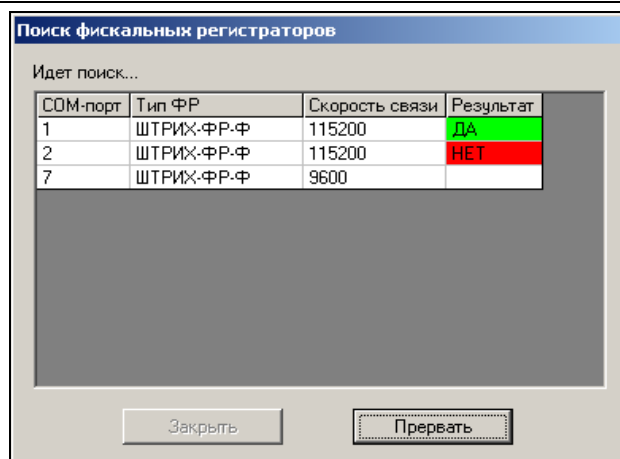 Поиск фискальных регистраторов
Идет поиск...
COM-порт Тип ФР Скорость связи Результат
1 ШТРИХ-ФР-Ф 115200 ДА
2 ШТРИХ-ФР-Ф 115200 НЕТ
7 ШТРИХ-ФР-Ф 9600
Закрыть Прервать